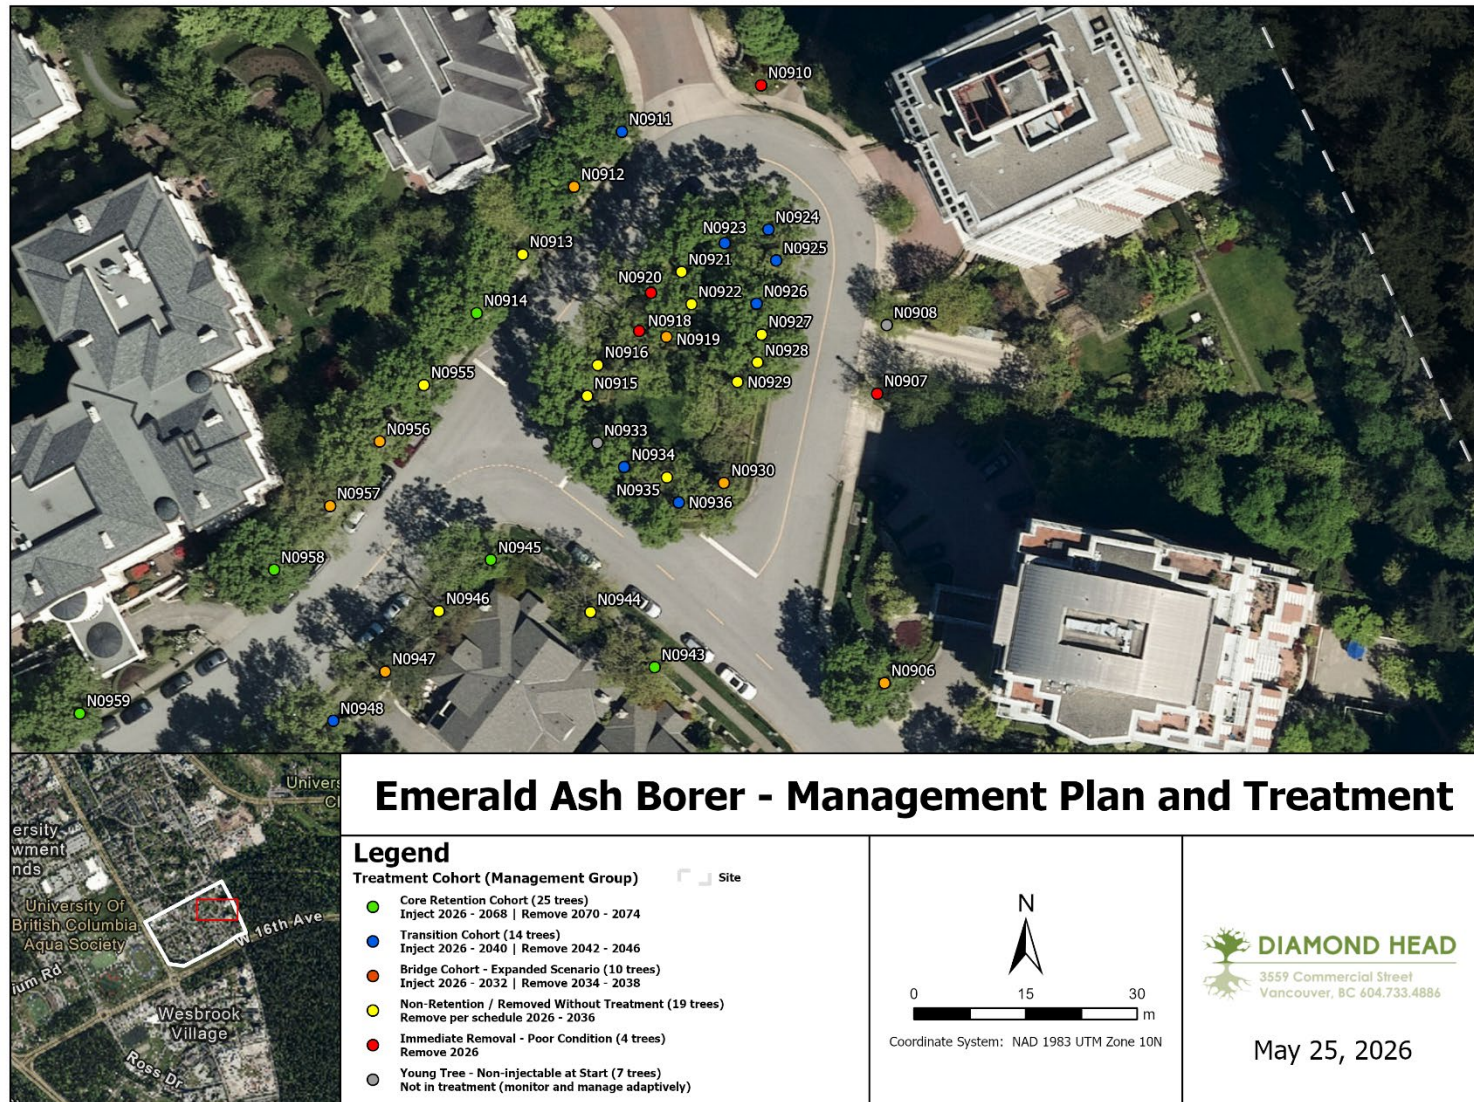 N0910
N0911
N0912
N0924
N0923
N0913
N0925
N0921
N0920
N0922
N0926
N0914
N0908
N0918
N0927
N0919
N0916
N0928
N0955
N0915
N0929
N0907
N0956
N0933
N0934
N0930
N0935
N0936
N0957
N0958
N0945
N0946
N0944
N0943
N0947
N0906
N0959
N0948
Univers
Cl
ersity
wment
nds
University Of
British Columbia
Aqua Society
W 16th Ave
ium Rd
Wesbrook
Village
Ross Dr
Emerald Ash Borer - Management Plan and Treatment
Legend
Treatment Cohort (Management Group)
Site
Core Retention Cohort (25 trees)
Inject 2026 - 2068 | Remove 2070 - 2074
Transition Cohort (14 trees)
Inject 2026 - 2040 | Remove 2042 - 2046
Bridge Cohort - Expanded Scenario (10 trees)
Inject 2026 - 2032 | Remove 2034 - 2038
Non-Retention / Removed Without Treatment (19 trees)
Remove per schedule 2026 - 2036
Immediate Removal - Poor Condition (4 trees)
Remove 2026
Young Tree - Non-injectable at Start (7 trees)
Not in treatment (monitor and manage adaptively)
N
0 15 30
m
Coordinate System: NAD 1983 UTM Zone 10N
DIAMOND HEAD
3559 Commercial Street
Vancouver, BC 604.733.4886
May 25, 2026